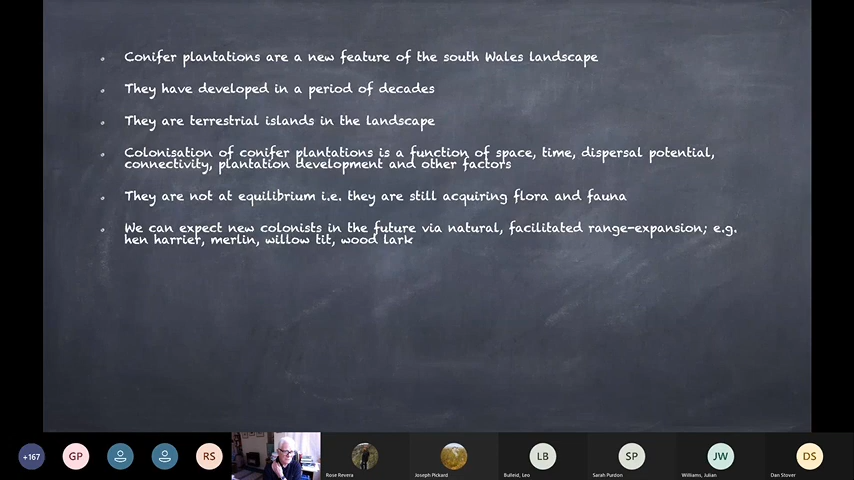 Conifer plantations are a new feature of the south Wales landscape
They have developed in a period of decades
They are terrestrial islands in the landscape
Colonisation of conifer plantations is a function of space, time, dispersal potential,
connectivity, plantation development and other factors
They are not at equilibrium i.e. they are still acquiring flora and fauna
We can expect new colonists in the future via natural, facilitated range-expansion; e.g.
hen harrier, merlin, willow tit, wood lark
+167
GP
RS
LB
SP
JW
DS
Rose Revera
Joseph Pickard
Bulleid, Leo
Sarah Purdon
Williams, Julian
Dan Stover